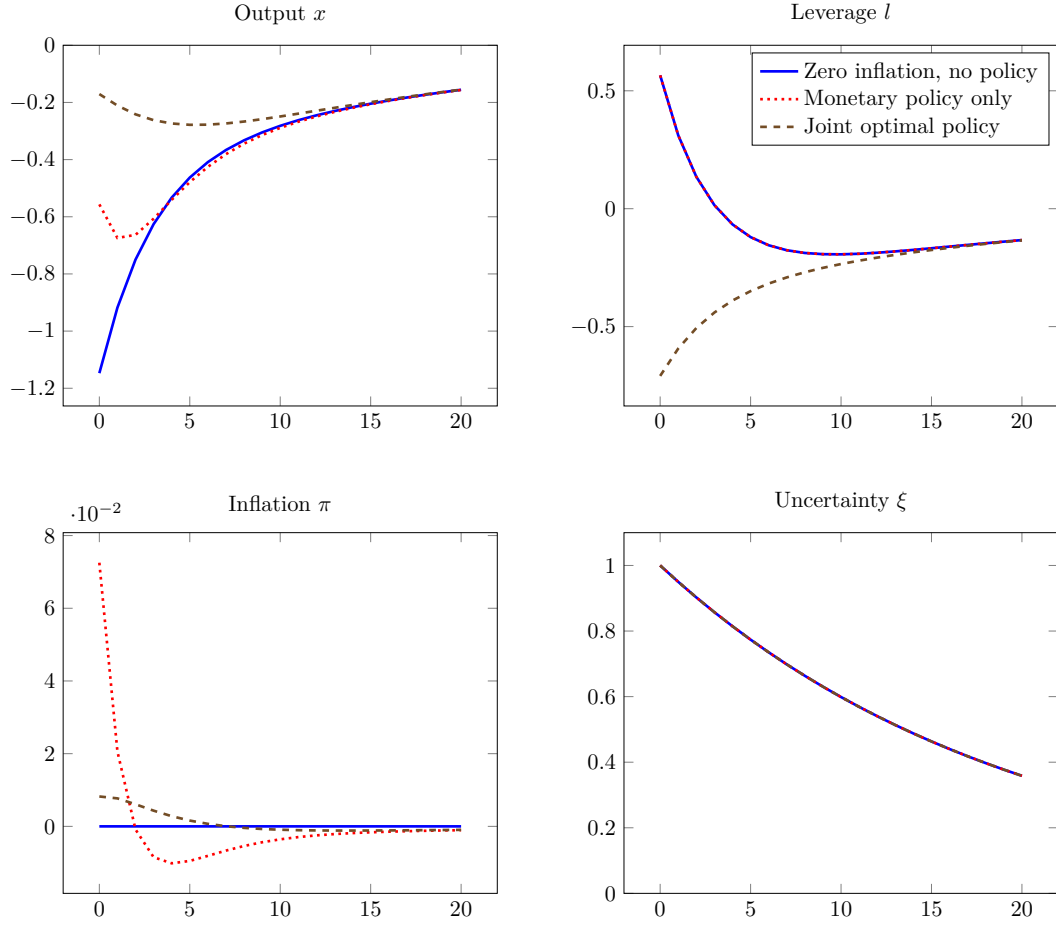 Output x
0
−0.2
−0.4
−0.6
−0.8
−1
−1.2
0 5 10 15 20
Leverage l
0.5
0
−0.5
0 5 10 15 20
Zero inflation, no policy
Monetary policy only
Joint optimal policy
Inflation π
·10−2
8
6
4
2
0
0 5 10 15 20
Uncertainty ξ
1
0.8
0.6
0.4
0.2
0
0 5 10 15 20